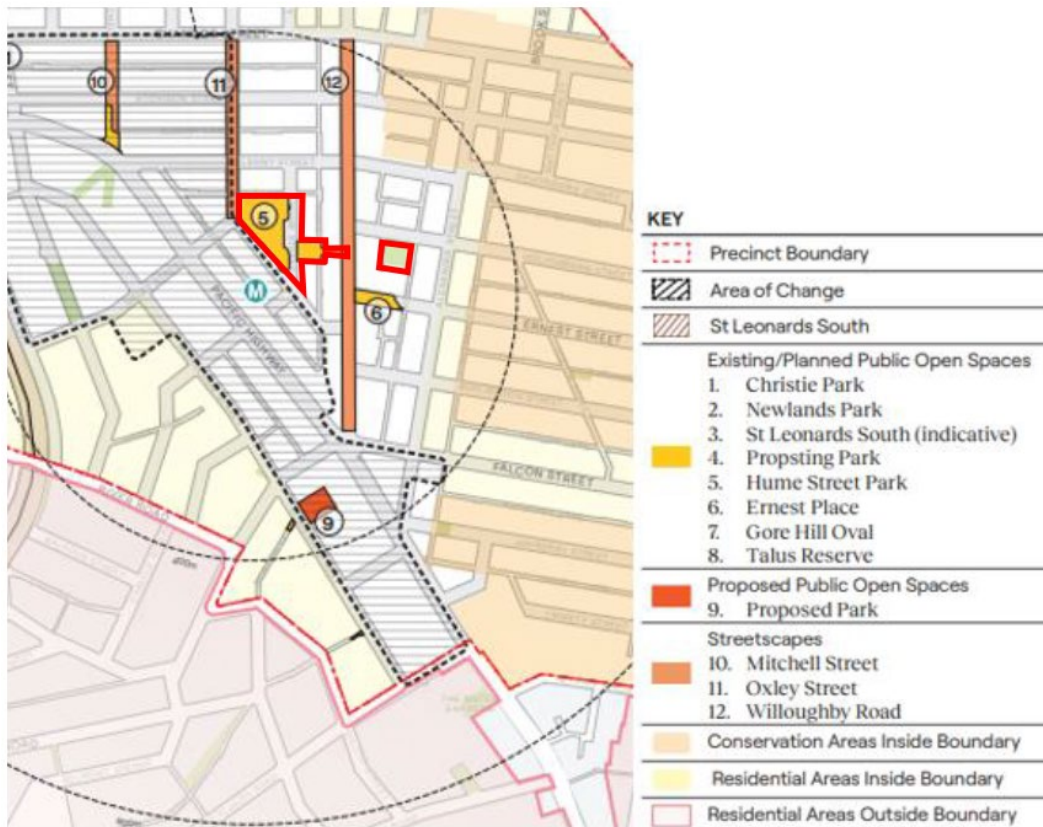 BROOK S
10
11
12
5
M
6
PACIFIC HIGHWAY
ERNEST STREET
FALCON STREET
RIVER ROAD
9
KEY
Precinct Boundary
Area of Change
St Leonards South
Existing/Planned Public Open Spaces
1. Christie Park
2. Newlands Park
3. St Leonards South (indicative)
4. Propsting Park
5. Hume Street Park
6. Ernest Place
7. Gore Hill Oval
8. Talus Reserve
Proposed Public Open Spaces
9. Proposed Park
Streetscapes
10. Mitchell Street
11. Oxley Street
12. Willoughby Road
Conservation Areas Inside Boundary
Residential Areas Inside Boundary
Residential Areas Outside Boundary